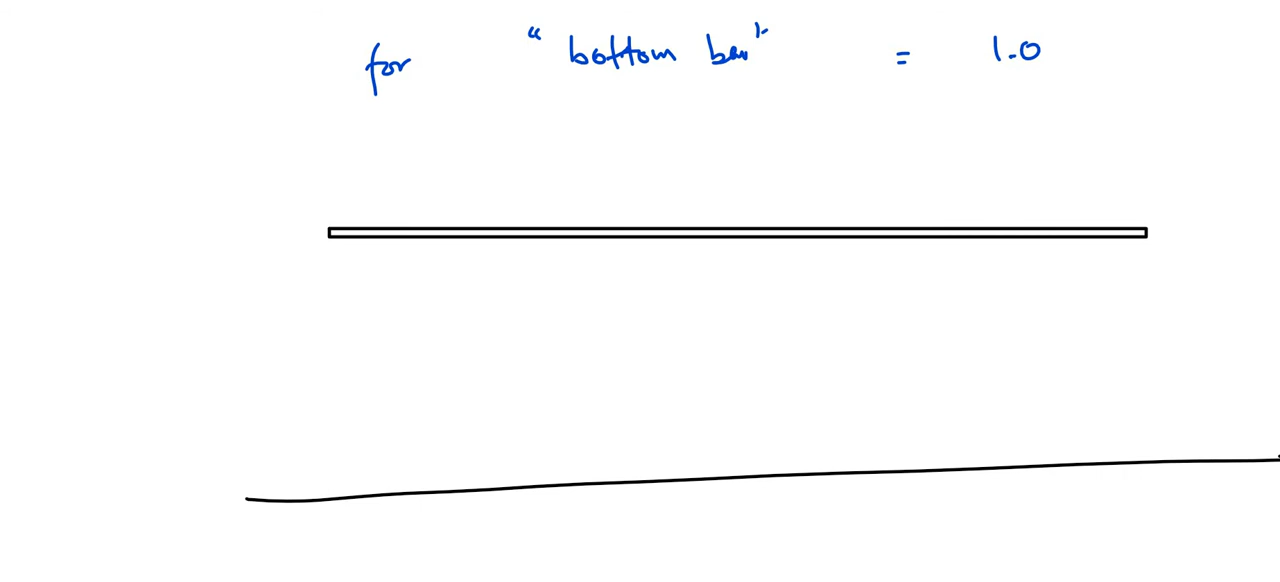 for " bottom bar" = 1.0